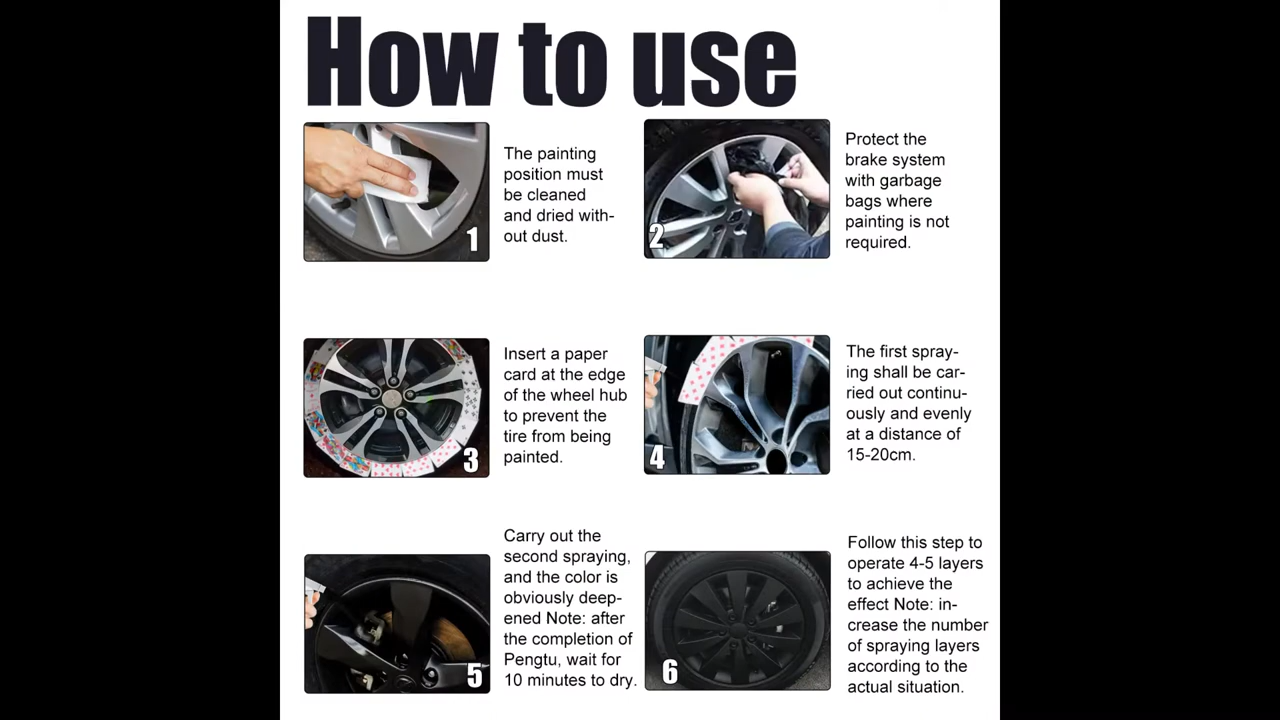 How to use
1
The painting
position must
be cleaned
and dried with-
out dust.
2
Protect the
brake system
with garbage
bags where
painting is not
required.
3
Insert a paper
card at the edge
of the wheel hub
to prevent the
tire from being
painted.
4
The first spray-
ing shall be car-
ried out continu-
ously and evenly
at a distance of
15-20cm.
5
Carry out the
second spraying,
and the color is
obviously deep-
ened Note: after
the completion of
Pengtu, wait for
10 minutes to dry.
6
Follow this step to
operate 4-5 layers
to achieve the
effect Note: in-
crease the number
of spraying layers
according to the
actual situation.